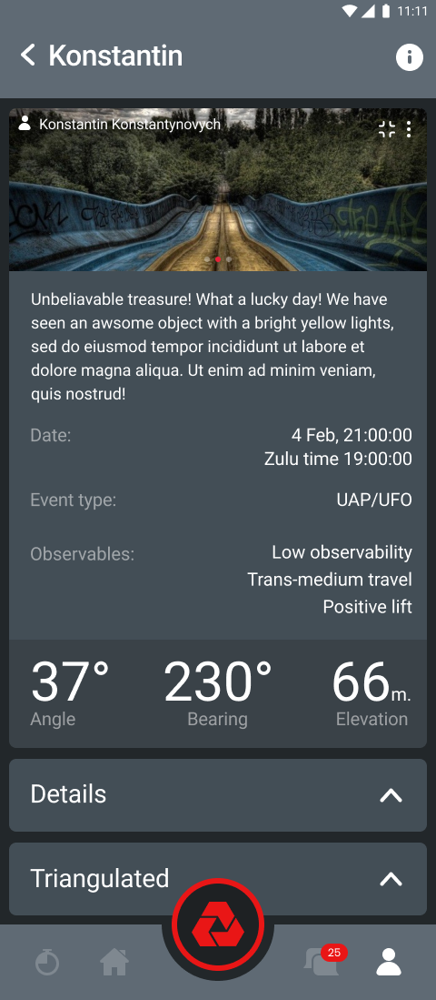 11:11
Konstantin
Konstantin Konstantynovych
Unbeliavable treasure! What a lucky day! We have
seen an awsome object with a bright yellow lights,
sed do eiusmod tempor incididunt ut labore et
dolore magna aliqua. Ut enim ad minim veniam,
quis nostrud!
Date:
4 Feb, 21:00:00
Zulu time 19:00:00
Event type:
UAP/UFO
Observables:
Low observability
Trans-medium travel
Positive lift
37° 230° 66m.
Angle Bearing Elevation
Details
Triangulated
25